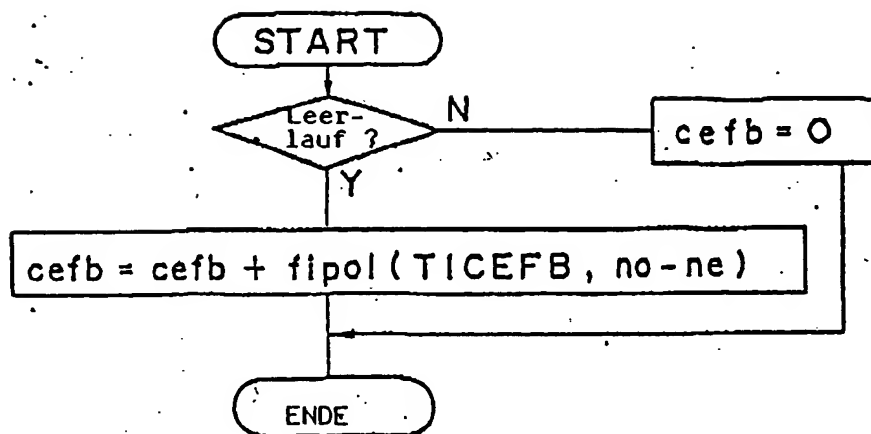 START
Leer-
lauf ?
N
cefb = 0
Y
cefb = cefb + fipol (TICEFB, no-ne)
ENDE